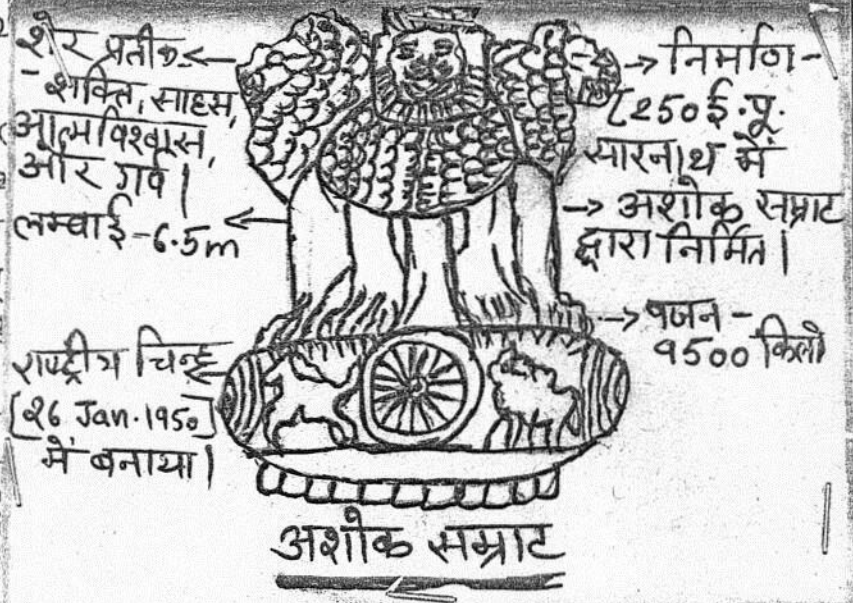 शेर प्रतीक
- शक्ति, साहस,
आत्मविश्वास,
और गर्व।
लम्बाई - 6.5m
राष्ट्रीय चिन्ह
[26 Jan. 1950]
में बनाया।
निर्माण -
[250 ई. पू.
सारनाथ में
अशोक सम्राट
द्वारा निर्मित।
वजन -
9500 किलो
अशोक सम्राट